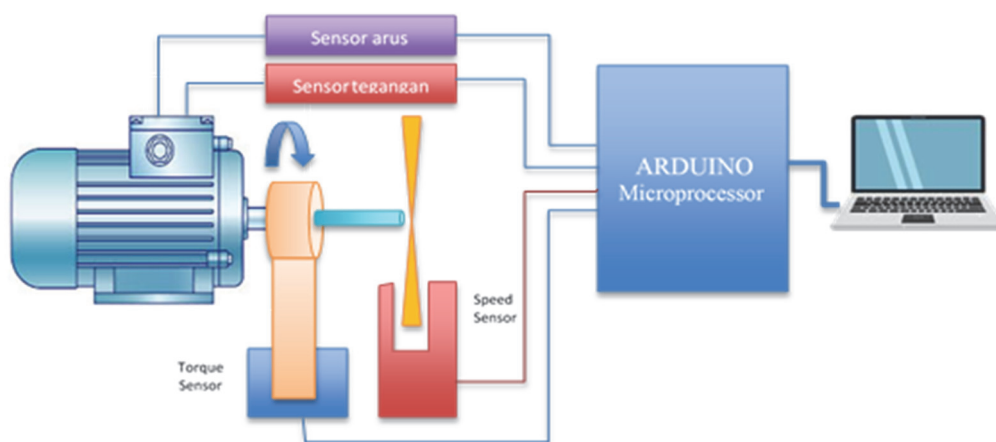 Sensor arus
Sensor tegangan
ARDUINO
Microprocessor
Speed
Sensor
Torque
Sensor